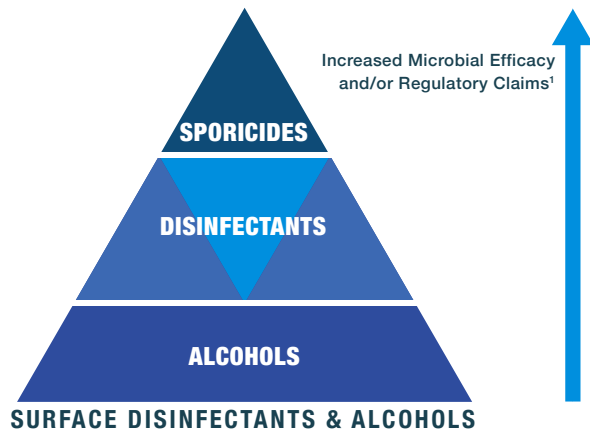 Increased Microbial Efficacy
and/or Regulatory Claims¹
SPORICIDES
DISINFECTANTS
ALCOHOLS
SURFACE DISINFECTANTS & ALCOHOLS